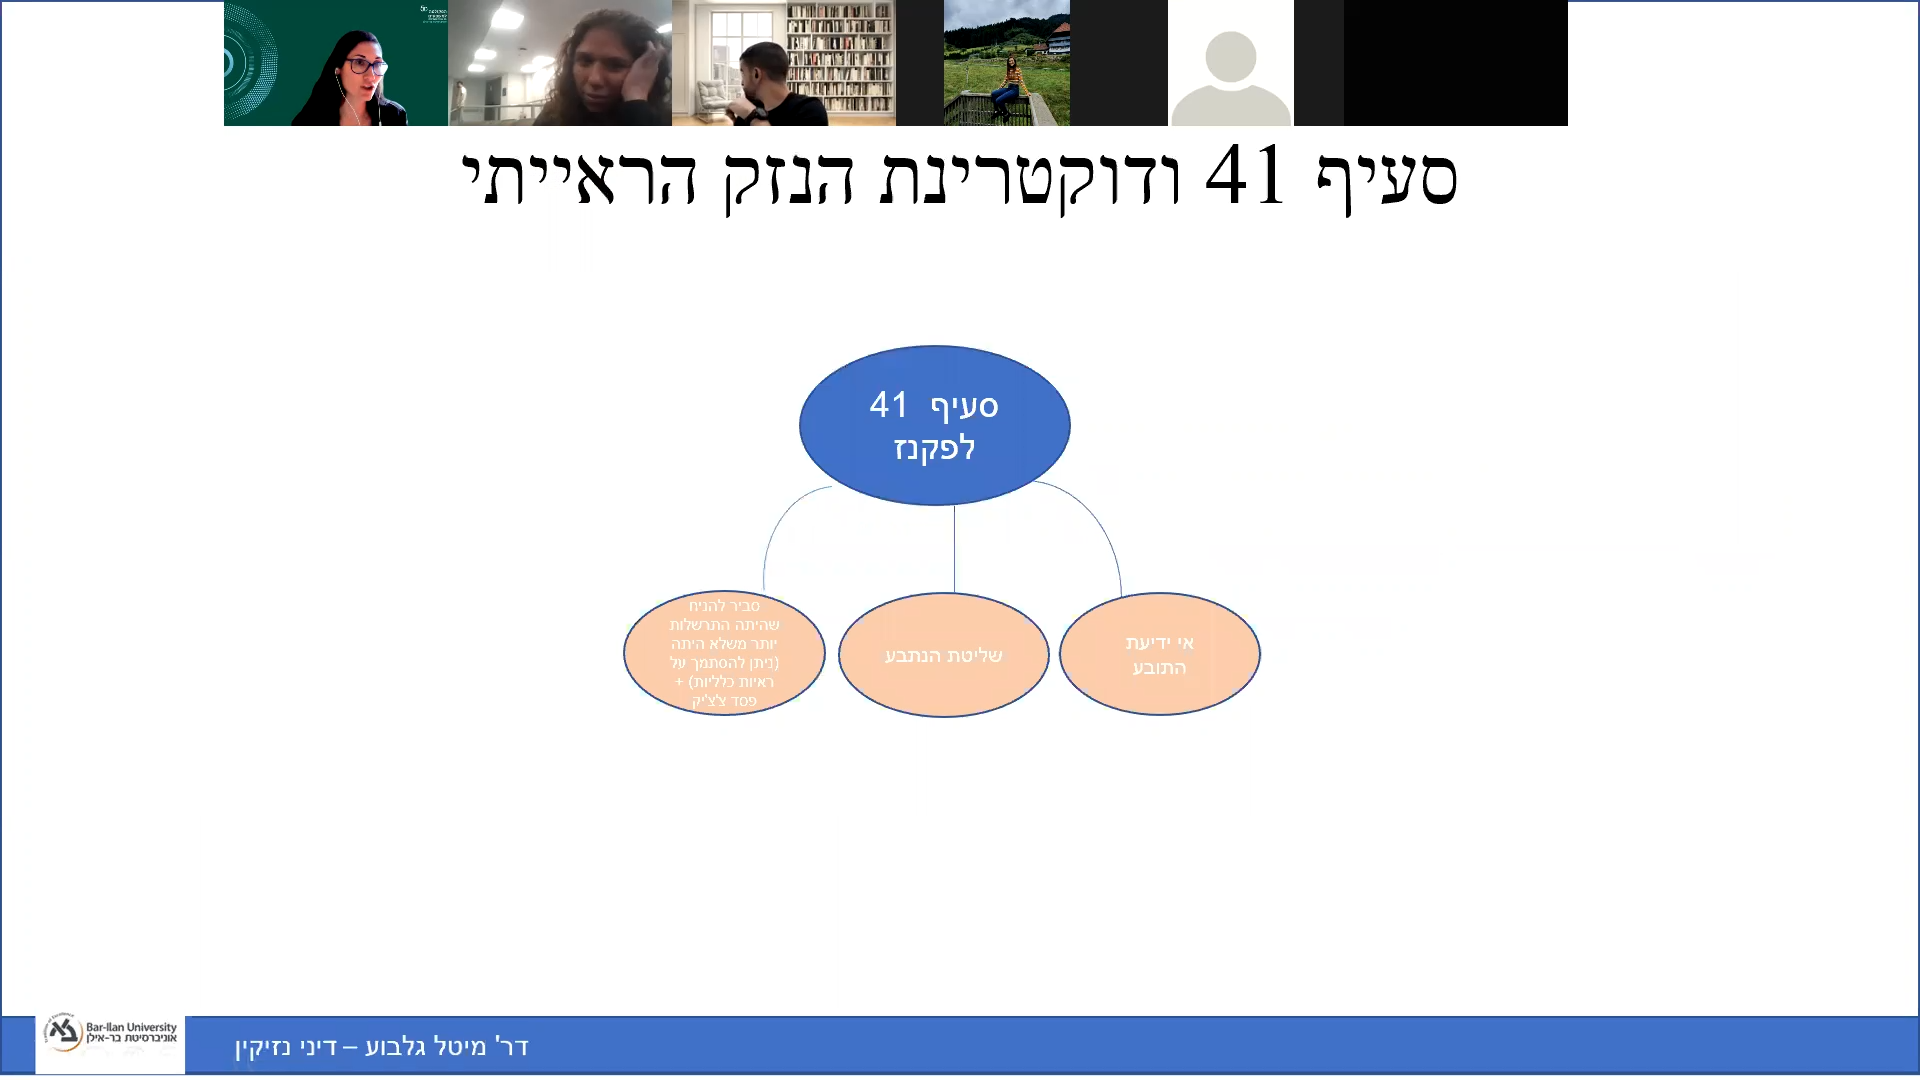 סעיף 41 ודוקטרינת הנזק הראייתי
סעיף 41
לפקנז
אי ידיעת
התובע
שליטת הנתבע
סביר להניח
שהיתה התרשלות
יותר משלא היתה
(ניתן להסתמך על
ראיות כלליות) +
פסד צ'צ'יק
Bar-Ilan University
אוניברסיטת בר-אילן
דר' מיטל גלבוע – דיני נזיקין